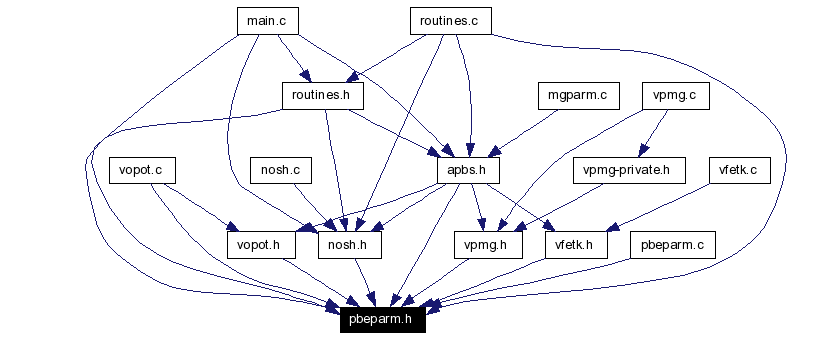 main.c
routines.c
routines.h
mgparm.c
vpmg.c
vopot.c
nosh.c
apbs.h
vpmg-private.h
vfetk.c
vopot.h
nosh.h
vpmg.h
vfetk.h
pbeparm.c
pbeparm.h